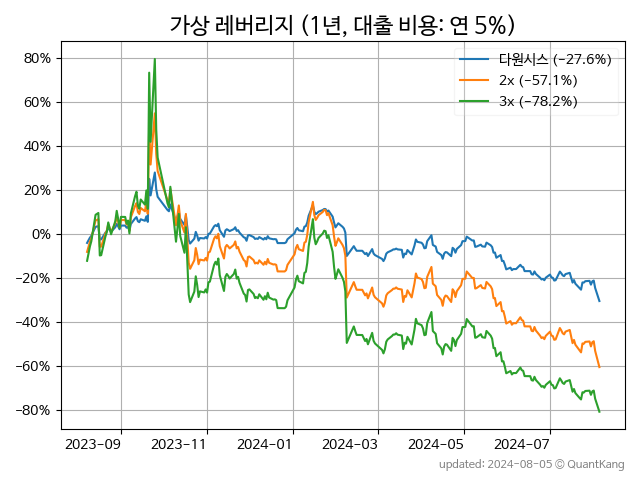 가상 레버리지 (1년, 대출 비용: 연 5%)
다원시스 (-27.6%)
2x (-57.1%)
3x (-78.2%)
80%
60%
40%
20%
0%
-20%
-40%
-60%
-80%
2023-09 2023-11 2024-01 2024-03 2024-05 2024-07
updated: 2024-08-05 © QuantKang